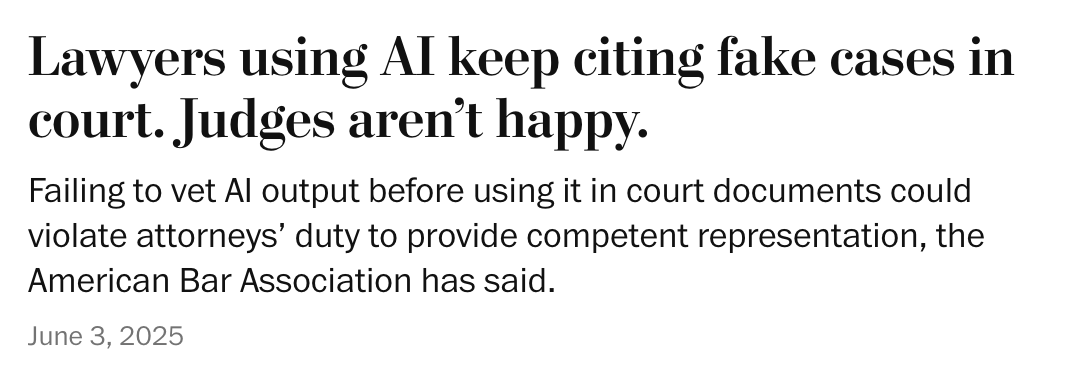 Lawyers using AI keep citing fake cases in
court. Judges aren’t happy.
Failing to vet AI output before using it in court documents could
violate attorneys’ duty to provide competent representation, the
American Bar Association has said.
June 3, 2025